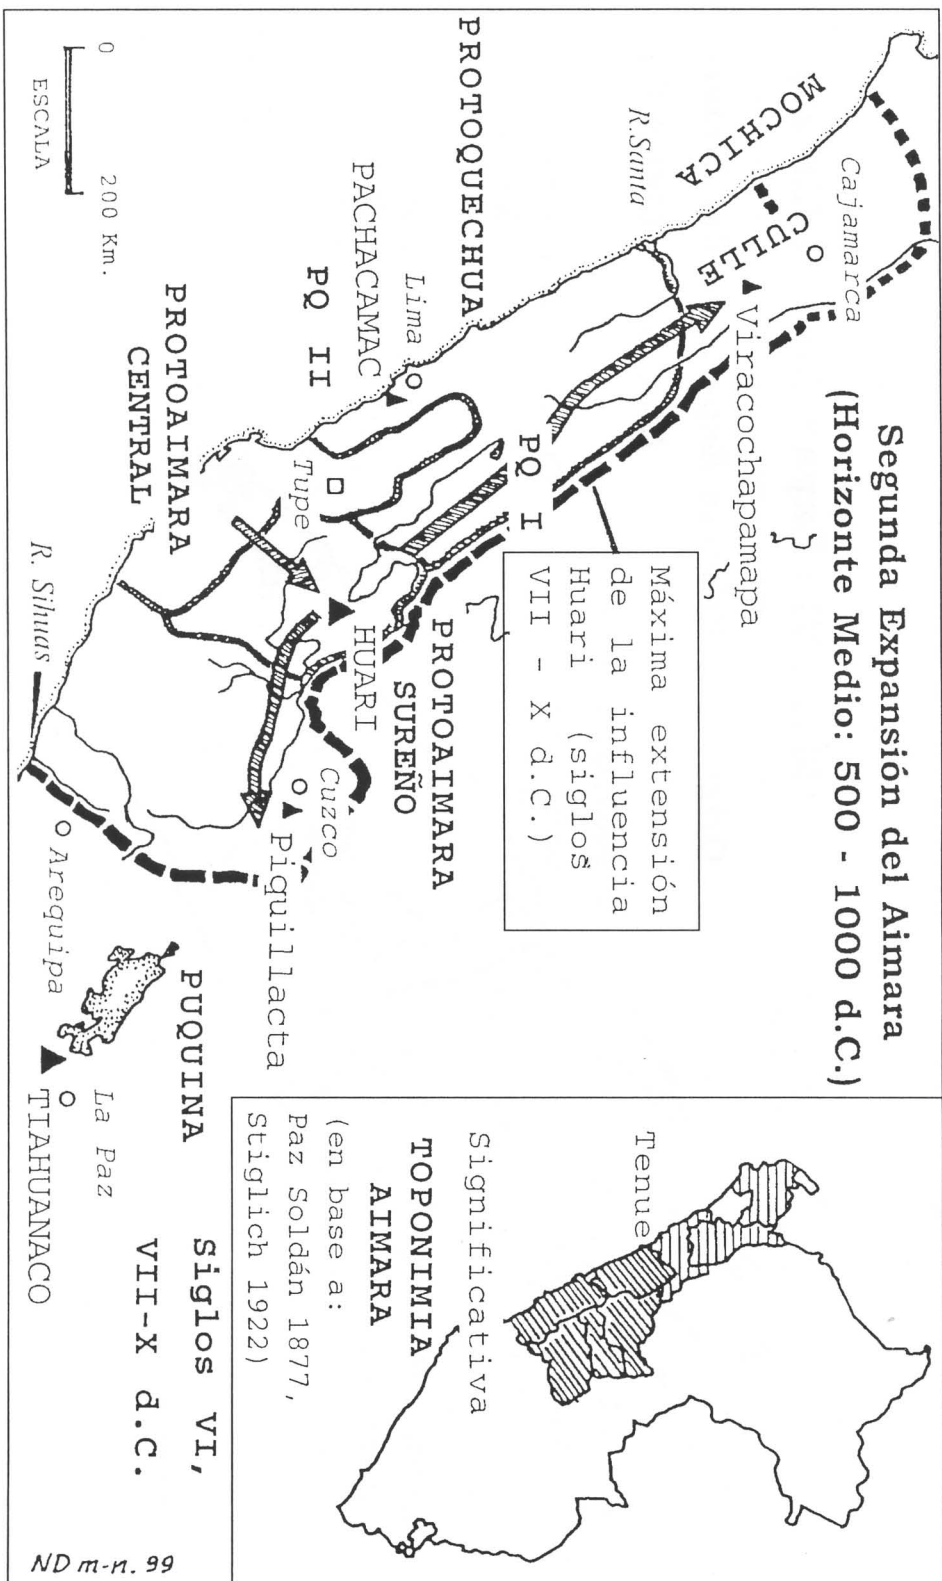 Segunda Expansión del Aimara
(Horizonte Medio: 500 - 1000 d.C.)
MOCHICA
Cajamarca
CULLE
Viracochapamapa
R.Santa
PROTOQUECHUA
PQ I
Máxima extensión
de la influencia
Huari (siglos
VII - X d.C.)
Lima
PACHACAMAC
PQ II
Tupe
HUARI
PROTOAIMARA
SUREÑO
PROTOAIMARA
CENTRAL
Cuzco
Piquillacta
R. Sihuas
Arequipa
PUQUINA
La Paz
TIAHUANACO
0
200 Km.
ESCALA
Tenue
Significativa
TOPONIMIA
AIMARA
(en base a:
Paz Soldán 1877,
Stiglich 1922)
Siglos VI,
VII-X d.C.
ND m-n. 99